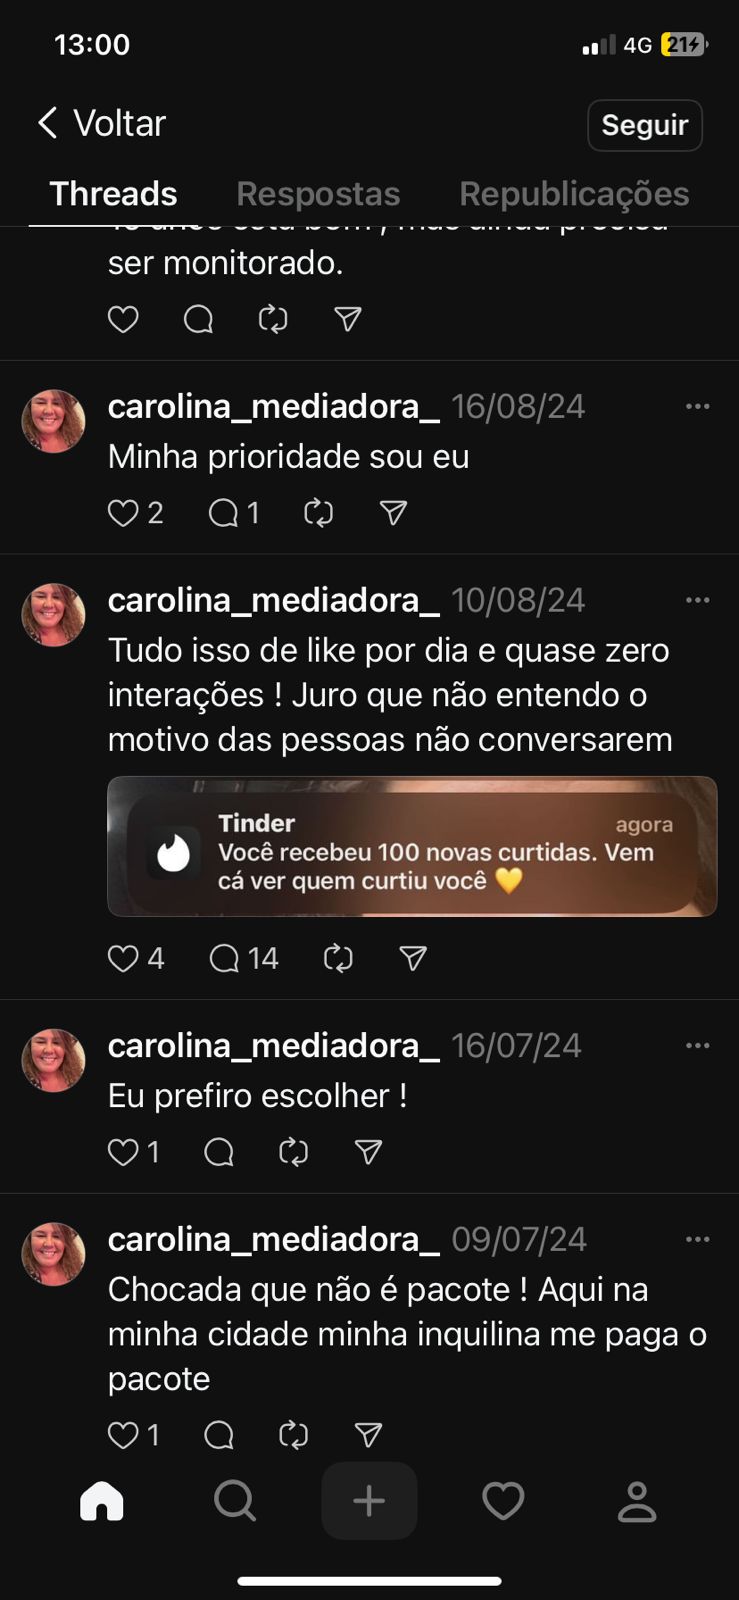 13:00
4G 21
Voltar
Seguir
Threads Respostas Republicações
ser monitorado.
carolina_mediadora_ 16/08/24
Minha prioridade sou eu
2 1
carolina_mediadora_ 10/08/24
Tudo isso de like por dia e quase zero
interações ! Juro que não entendo o
motivo das pessoas não conversarem
Tinder agora
Você recebeu 100 novas curtidas. Vem
cá ver quem curtiu você 💛
4 14
carolina_mediadora_ 16/07/24
Eu prefiro escolher !
1
carolina_mediadora_ 09/07/24
Chocada que não é pacote ! Aqui na
minha cidade minha inquilina me paga o
pacote
1